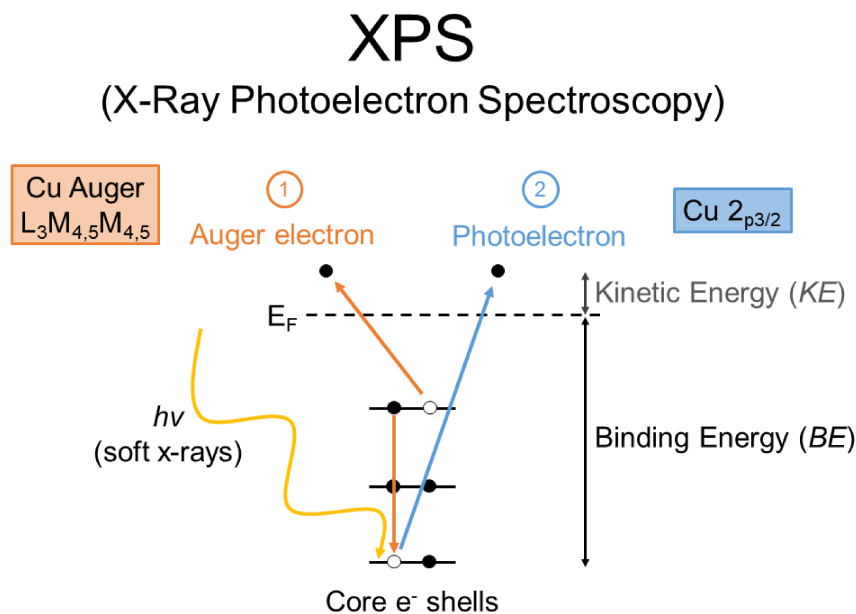 XPS
(X-Ray Photoelectron Spectroscopy)
Cu Auger
L₃M₄,₅M₄,₅
1
Auger electron
2
Photoelectron
Cu 2p3/2
Kinetic Energy (KE)
E_F
hv
(soft x-rays)
Binding Energy (BE)
Core e⁻ shells